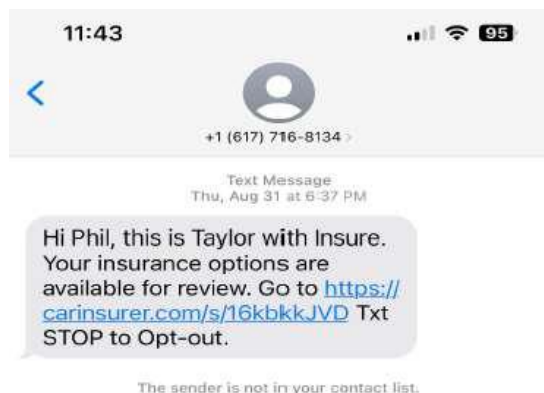 11:43
95
+1 (617) 716-8134 >
Text Message
Thu, Aug 31 at 6:37 PM
Hi Phil, this is Taylor with Insure.
Your insurance options are
available for review. Go to https://
carinsurer.com/s/16kbkkJVD Txt
STOP to Opt-out.
The sender is not in your contact list.